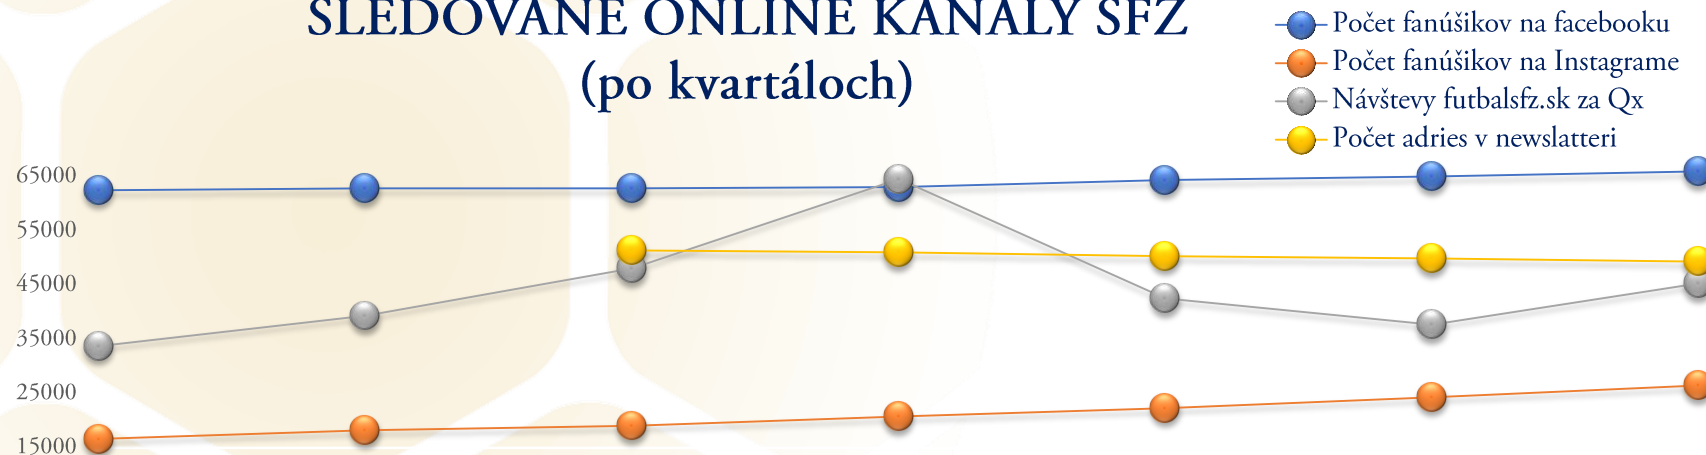 SLEDOVANÉ ONLINE KANÁLY SFZ
(po kvartáloch)
Počet fanúšikov na facebooku
Počet fanúšikov na Instagrame
Návštevy futbalsfz.sk za Qx
Počet adries v newslatteri
65000
55000
45000
35000
25000
15000